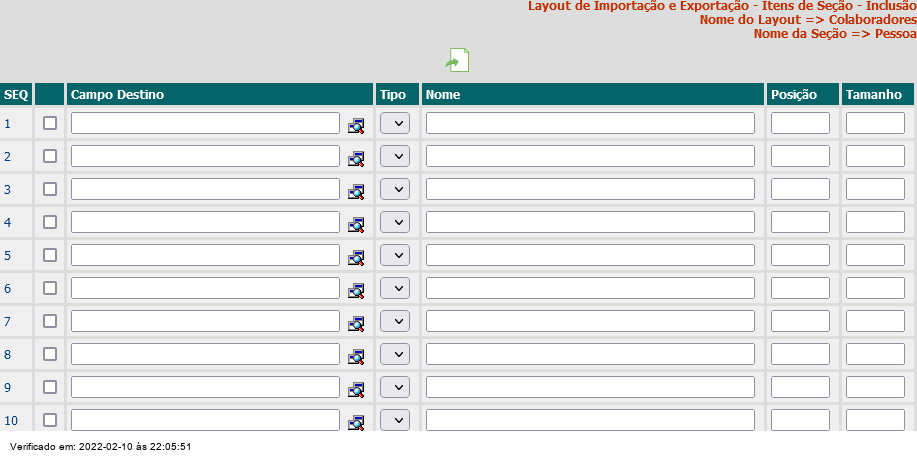 Layout de Importação e Exportação - Itens de Seção - Inclusão
Nome do Layout => Colaboradores
Nome da Seção => Pessoa
SEQ Campo Destino Tipo Nome Posição Tamanho
1
2
3
4
5
6
7
8
9
10
Verificado em: 2022-02-10 às 22:05:51